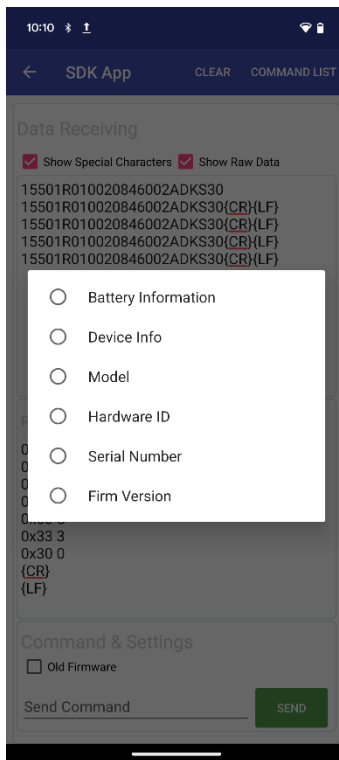 10:10
SDK App CLEAR COMMAND LIST
Data Receiving
Show Special Characters Show Raw Data
15501R010020846002ADKS30
15501R010020846002ADKS30{CR}{LF}
15501R010020846002ADKS30{CR}{LF}
15501R010020846002ADKS30{CR}{LF}
15501R010020846002ADKS30{CR}{LF}
Battery Information
Device Info
Model
Hardware ID
Serial Number
Firm Version
0x33 3
0x30 0
{CR}
{LF}
Command & Settings
Old Firmware
Send Command SEND